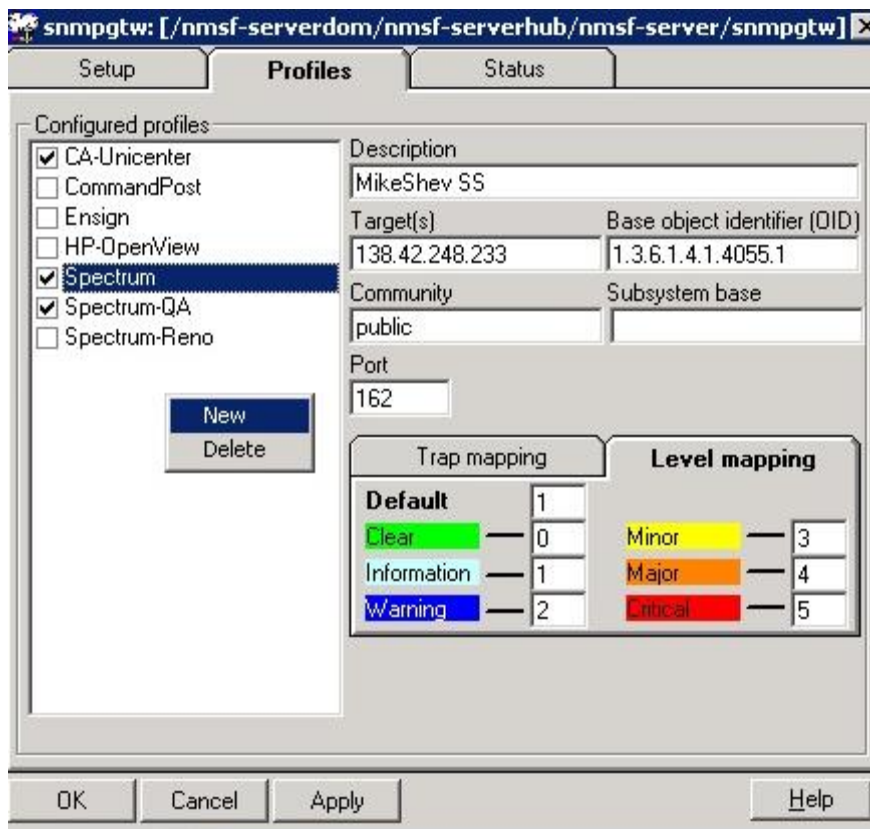 snmpgtw: [/nmsf-serverdom/nmsf-serverhub/nmsf-server/snmpgtw]
Setup Profiles Status
Configured profiles
CA-Unicenter
CommandPost
Ensign
HP-OpenView
Spectrum
Spectrum-QA
Spectrum-Reno
New
Delete
Description
MikeShev SS
Target(s) Base object identifier (OID)
138.42.248.233 1.3.6.1.4.1.4055.1
Community Subsystem base
public
Port
162
Trap mapping Level mapping
Default 1
Clear 0 Minor 3
Information 1 Major 4
Warning 2 Critical 5
OK Cancel Apply Help